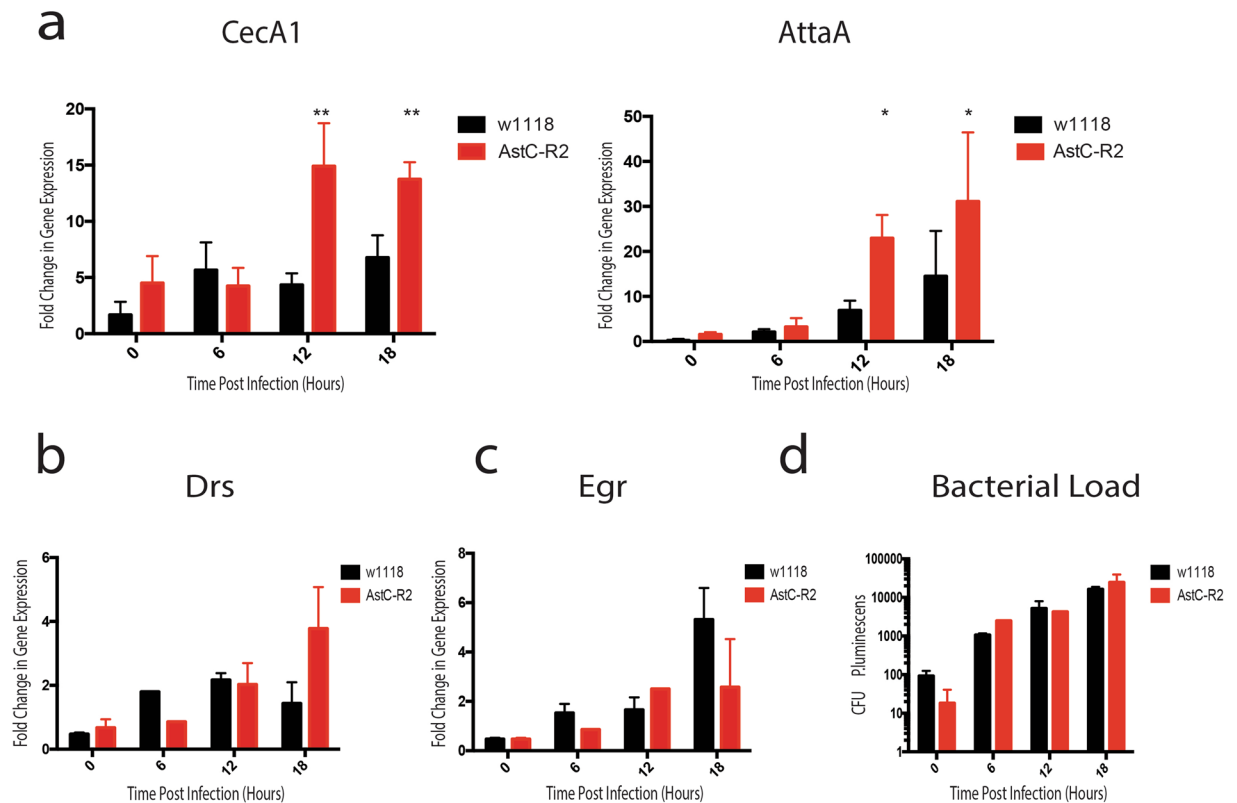 a
CecA1
AttaA
Fold Change in Gene Expression
20
15
10
5
0
** **
w1118
AstC-R2
0 6 12 18
Time Post Infection (Hours)
Fold Change in Gene Expression
50
40
30
20
10
0
* *
w1118
AstC-R2
0 6 12 18
Time Post Infection (Hours)
b
Drs
Fold Change in Gene Expression
6
4
2
0
w1118
AstC-R2
0 6 12 18
Time Post Infection (Hours)
c
Egr
Fold Change in Gene Expression
8
6
4
2
0
w1118
AstC-R2
0 6 12 18
Time Post Infection (Hours)
d
Bacterial Load
CFU P.luminescens
100000
10000
1000
100
10
1
w1118
AstC-R2
0 6 12 18
Time Post Infection (Hours)